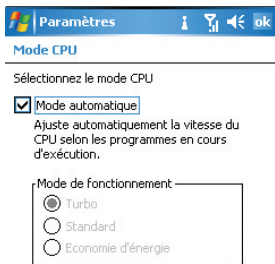 Paramètres
ok
Mode CPU
Sélectionnez le mode CPU
Mode automatique
Ajuste automatiquement la vitesse du
CPU selon les programmes en cours
d'exécution.
Mode de fonctionnement
Turbo
Standard
Economie d'énergie